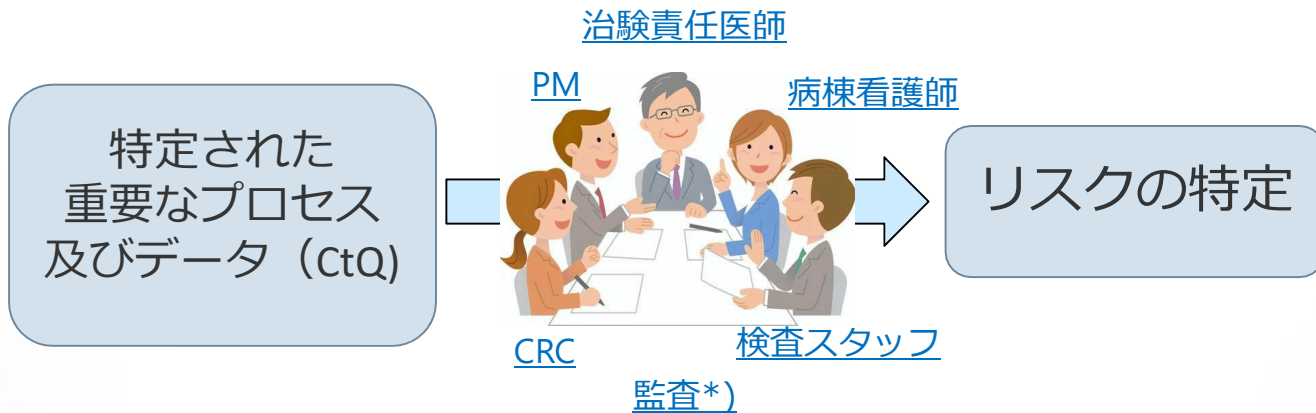 治験責任医師
PM
病棟看護師
特定された
重要なプロセス
及びデータ（CtQ)
リスクの特定
CRC
検査スタッフ
監査*)